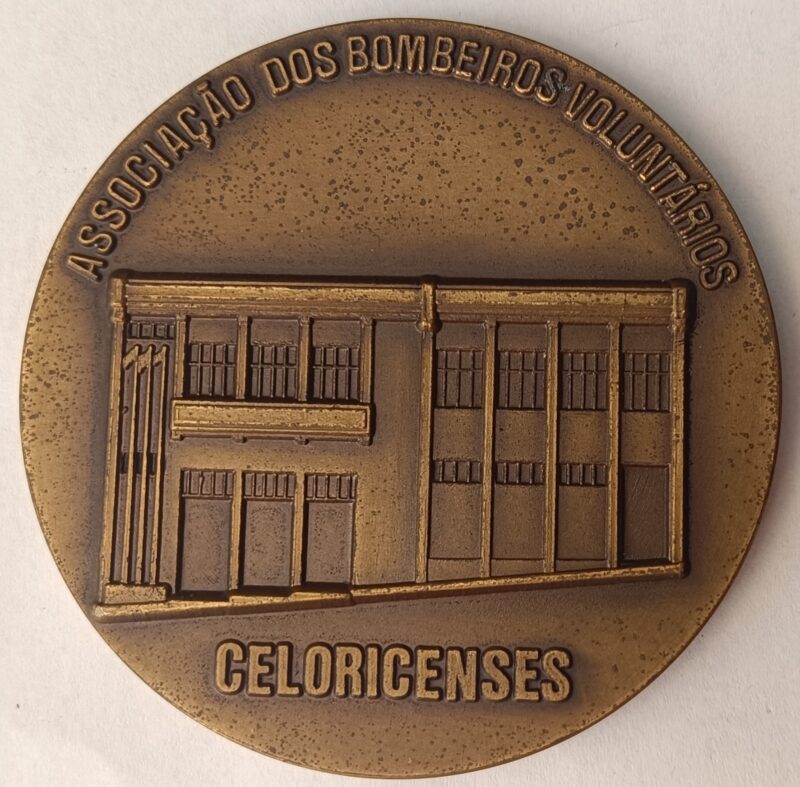 ASSOCIAÇÃO DOS BOMBEIROS VOLUNTÁRIOS
CELORICENSES